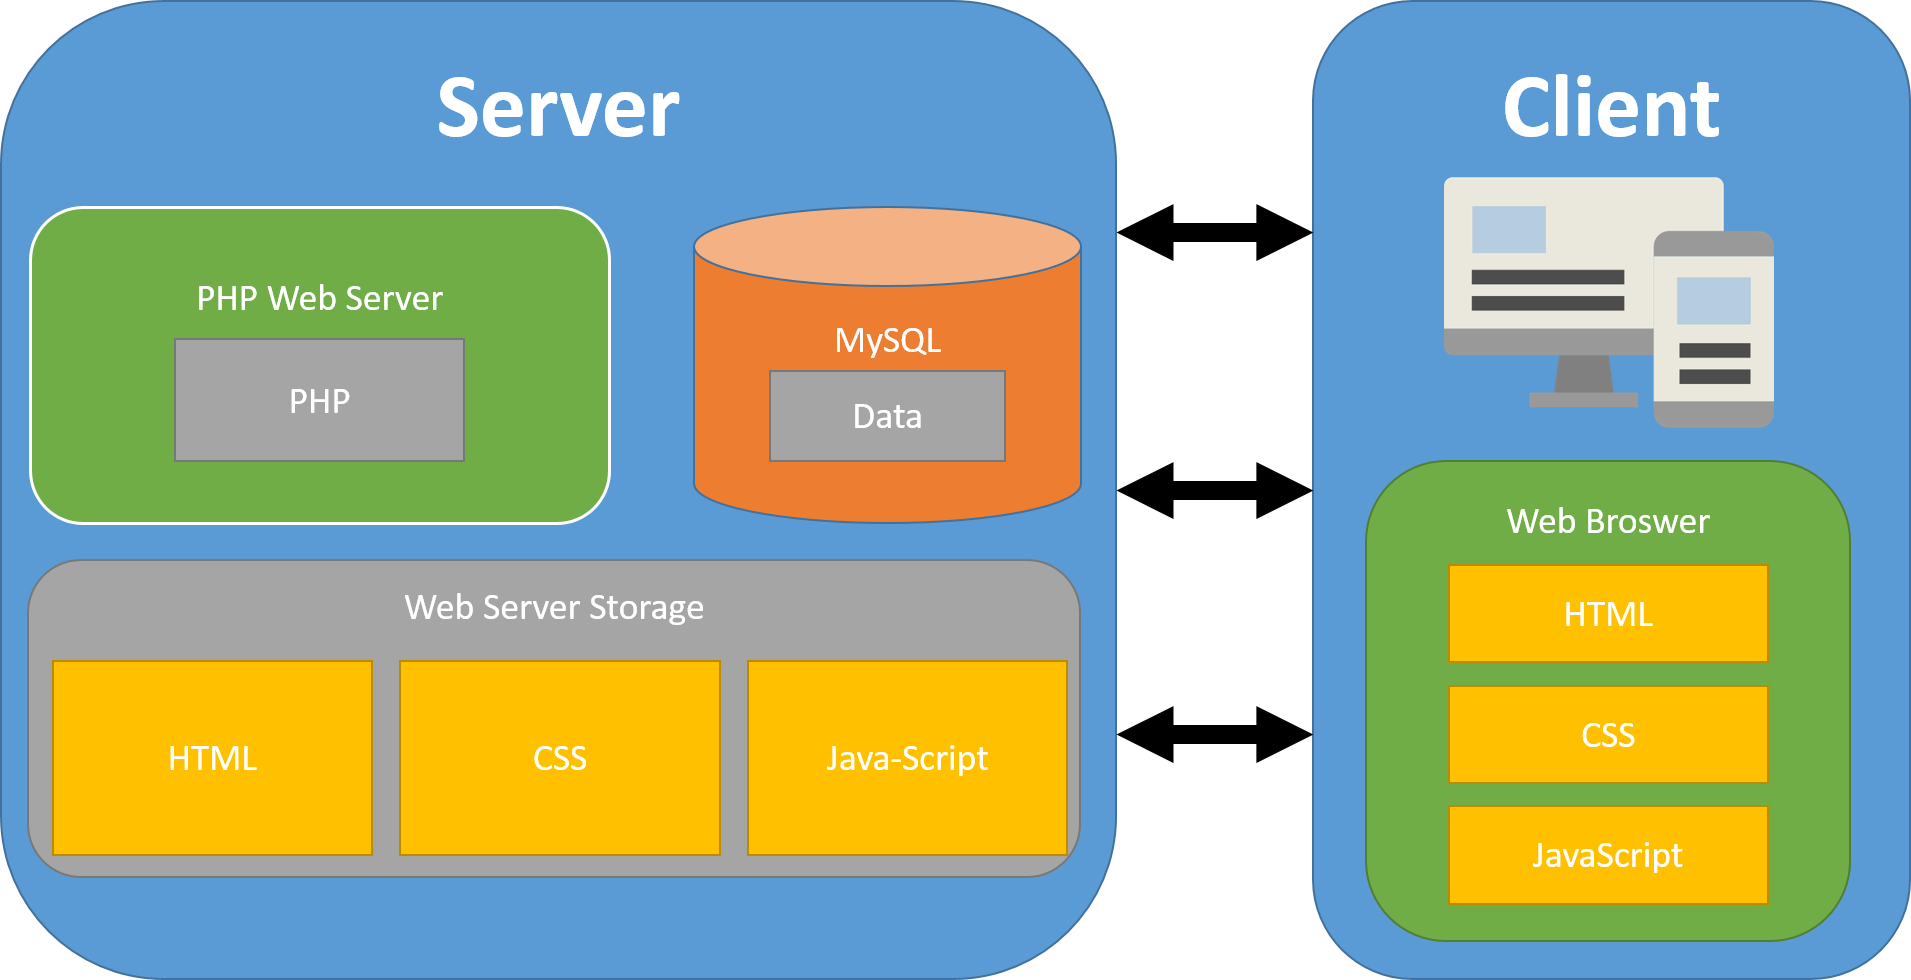 Server
PHP Web Server
PHP
MySQL
Data
Web Server Storage
HTML
CSS
Java-Script
Client
Web Broswer
HTML
CSS
JavaScript